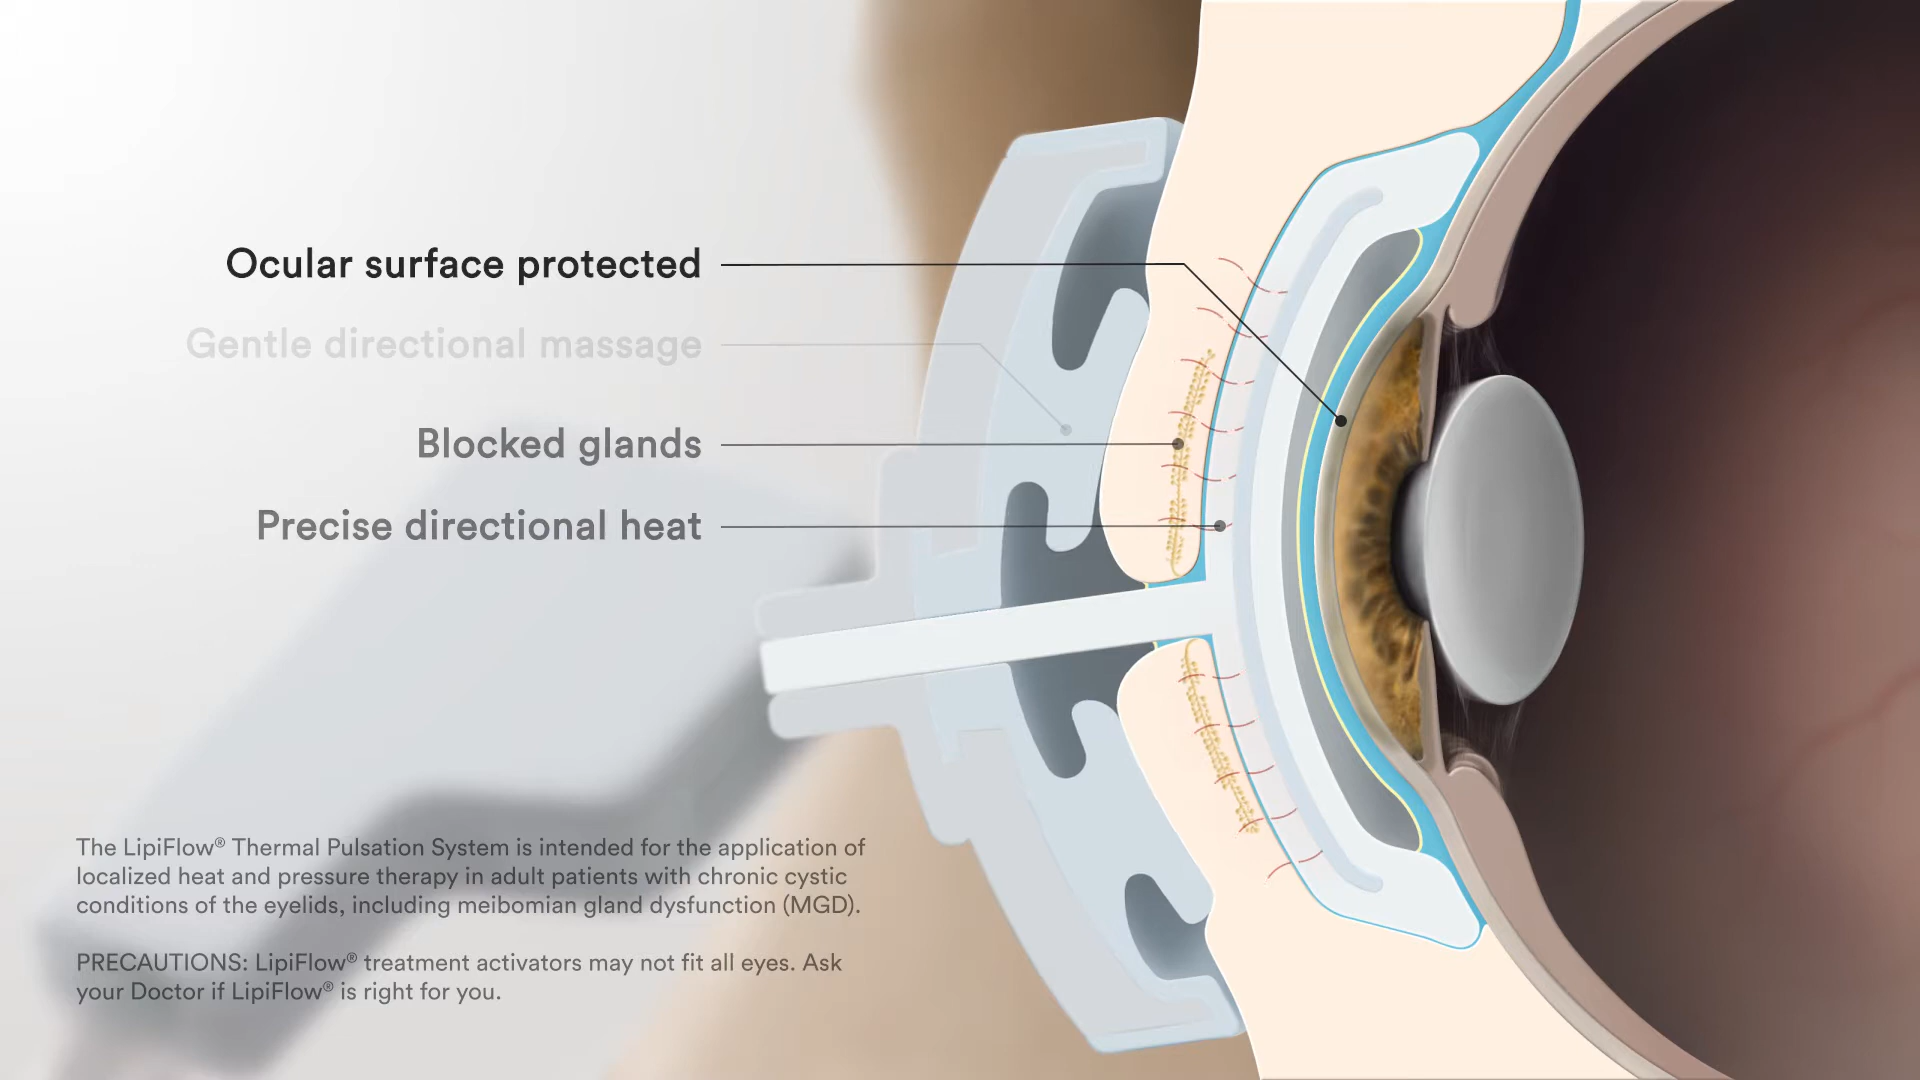 Ocular surface protected
Gentle directional massage
Blocked glands
Precise directional heat
The LipiFlow® Thermal Pulsation System is intended for the application of
localized heat and pressure therapy in adult patients with chronic cystic
conditions of the eyelids, including meibomian gland dysfunction (MGD).
PRECAUTIONS: LipiFlow® treatment activators may not fit all eyes. Ask
your Doctor if LipiFlow® is right for you.